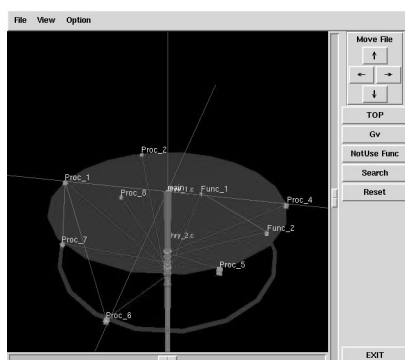 File View Option
Move File
TOP
Gv
NotUse Func
Search
Reset
EXIT
Proc_2
Proc_1
Proc_8
Func_1
Proc_4
Func_2
Proc_7
Proc_5
Proc_6